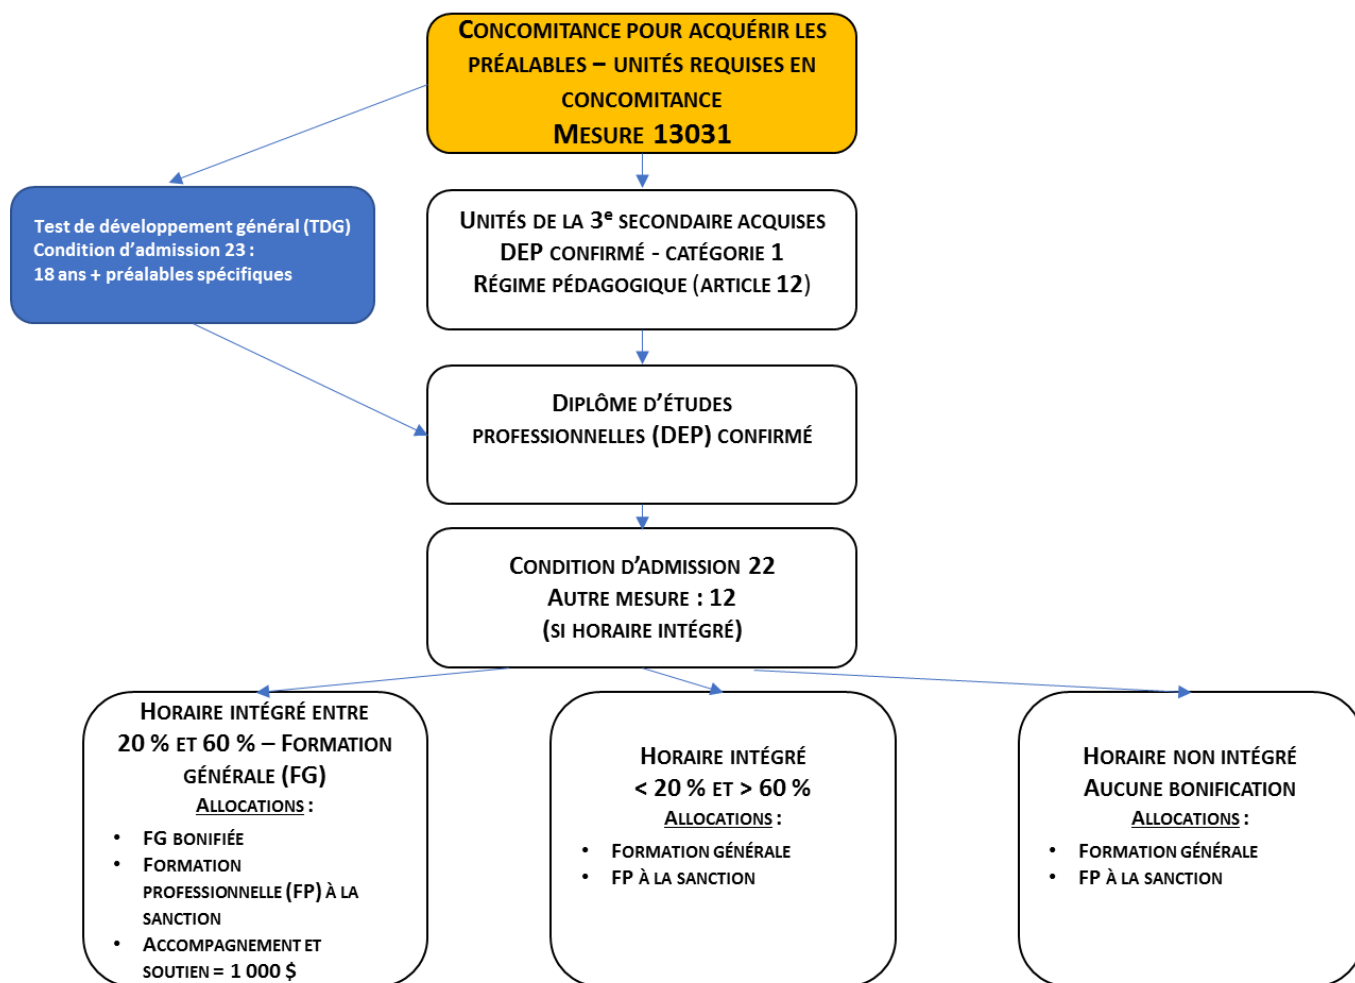 CONCOMITANCE POUR ACQUÉRIR LES
PRÉALABLES – UNITÉS REQUISES EN
CONCOMITANCE
MESURE 13031
Test de développement général (TDG)
Condition d'admission 23 :
18 ans + préalables spécifiques
UNITÉS DE LA 3e SECONDAIRE ACQUISES
DEP CONFIRMÉ - CATÉGORIE 1
RÉGIME PÉDAGOGIQUE (ARTICLE 12)
DIPLÔME D'ÉTUDES
PROFESSIONNELLES (DEP) CONFIRMÉ
CONDITION D'ADMISSION 22
AUTRE MESURE : 12
(SI HORAIRE INTÉGRÉ)
HORAIRE INTÉGRÉ ENTRE
20 % ET 60 % – FORMATION
GÉNÉRALE (FG)
ALLOCATIONS :
• FG BONIFIÉE
• FORMATION
PROFESSIONNELLE (FP) À LA
SANCTION
• ACCOMPAGNEMENT ET
SOUTIEN = 1 000 $
HORAIRE INTÉGRÉ
< 20 % ET > 60 %
ALLOCATIONS :
• FORMATION GÉNÉRALE
• FP À LA SANCTION
HORAIRE NON INTÉGRÉ
AUCUNE BONIFICATION
ALLOCATIONS :
• FORMATION GÉNÉRALE
• FP À LA SANCTION